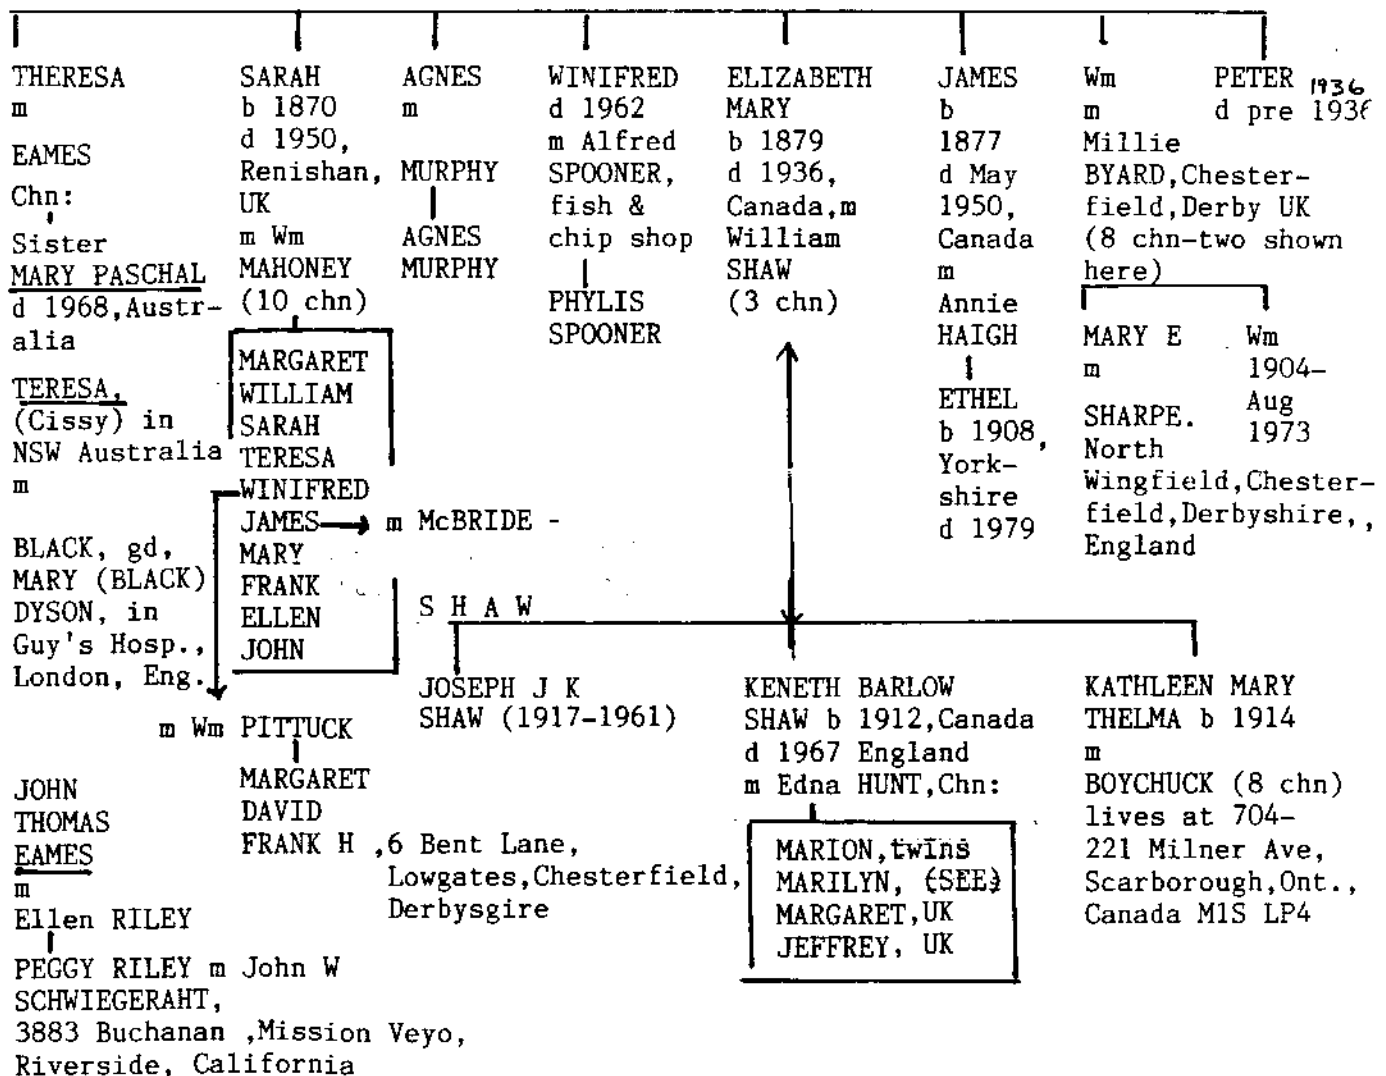 THERESA
m
EAMES
Chn:
Sister
MARY PASCHAL
d 1968,Austr-
alia
TERESA,
(Cissy) in
NSW Australia
m
BLACK, gd,
MARY (BLACK)
DYSON, in
Guy's Hosp.,
London, Eng.
JOHN
THOMAS
EAMES
m
Ellen RILEY
PEGGY RILEY m John W
SCHWIEGERAHT,
3883 Buchanan ,Mission Veyo,
Riverside, California
SARAH
b 1870
d 1950,
Renishan,
UK
m Wm
MAHONEY
(10 chn)
MARGARET
WILLIAM
SARAH
TERESA
WINIFRED
JAMES
m McBRIDE -
MARY
FRANK
ELLEN
JOHN
m Wm PITTUCK
MARGARET
DAVID
FRANK H ,6 Bent Lane,
Lowgates,Chesterfield,
Derbysgire
AGNES
m
MURPHY
AGNES
MURPHY
WINIFRED
d 1962
m Alfred
SPOONER,
fish &
chip shop
PHYLIS
SPOONER
ELIZABETH
MARY
b 1879
d 1936,
Canada,m
William
SHAW
(3 chn)
JAMES
b
1877
d May
1950,
Canada
m
Annie
HAIGH
ETHEL
b 1908,
York-
shire
d 1979
Wm
m
Millie
BYARD,Chester-
field,Derby UK
(8 chn-two shown
here)
MARY E
m
SHARPE.
North
Wingfield,Chester-
field,Derbyshire,,
England
Wm
1904-
Aug
1973
PETER 1936
d pre 1936
S H A W
JOSEPH J K
SHAW (1917-1961)
KENETH BARLOW
SHAW b 1912,Canada
d 1967 England
m Edna HUNT,Chn:
MARION,twins
MARILYN, (SEE)
MARGARET,UK
JEFFREY, UK
KATHLEEN MARY
THELMA b 1914
m
BOYCHUCK (8 chn)
lives at 704-
221 Milner Ave,
Scarborough,Ont.,
Canada M1S LP4